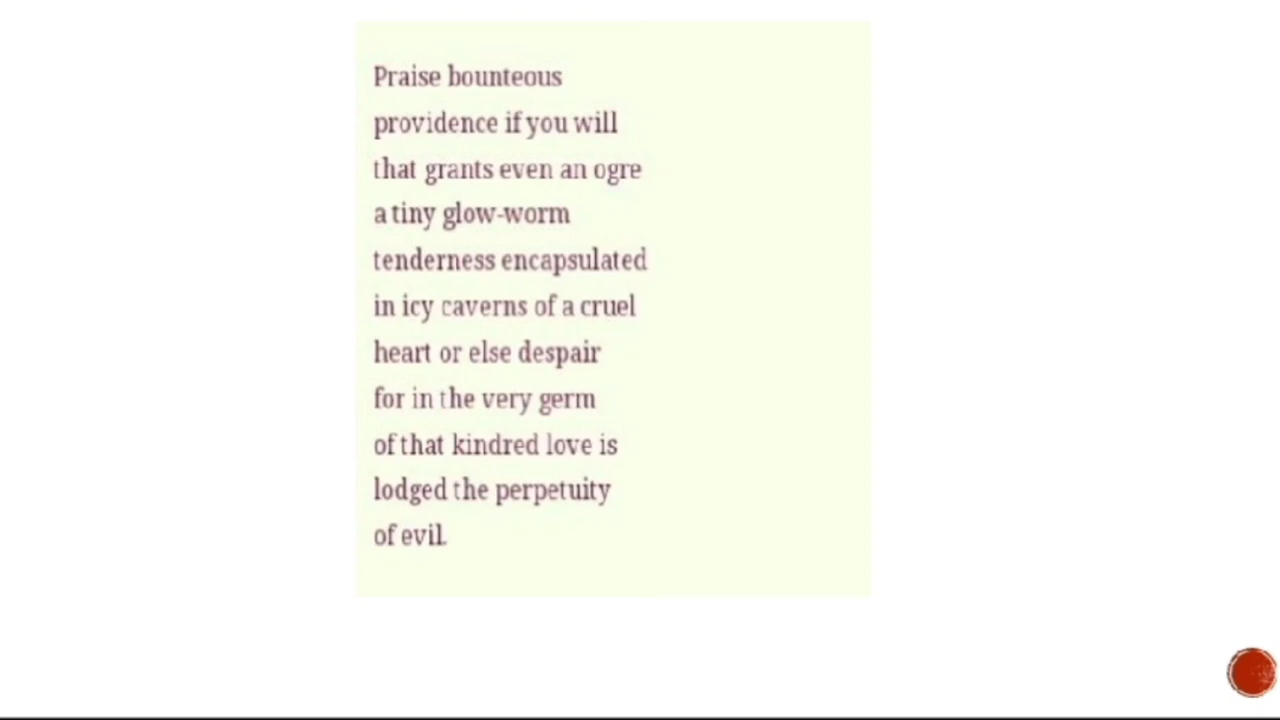 Praise bounteous
providence if you will
that grants even an ogre
a tiny glow-worm
tenderness encapsulated
in icy caverns of a cruel
heart or else despair
for in the very germ
of that kindred love is
lodged the perpetuity
of evil.